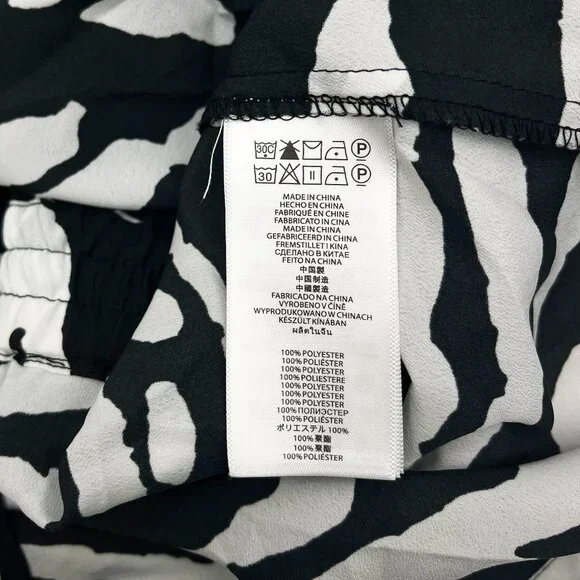 30C P
30 P
MADE IN CHINA
HECHO EN CHINA
FABRIQUÉ EN CHINE
FABBRICATO IN CHINA
MADE IN CHINA
GEFABRICEERD IN CHINA
FREMSTILLET I KINA
СДЕЛАНО В КИТАЕ
FEITO NA CHINA
中国製
中国制造
中國製造
FABRICADO NA CHINA
VYROBENO V ČÍNĚ
WYPRODUKOWANO W CHINACH
KÉSZÜLT KÍNÁBAN
ผลิตในจีน
100% POLYESTER
100% POLIÉSTER
100% POLYESTER
100% POLIESTERE
100% POLYESTER
100% POLYESTER
100% POLYESTER
100% ПОЛИЭСТЕР
ポリエステル 100%
100% 聚酯
100% 聚酯
100% POLIÉSTER